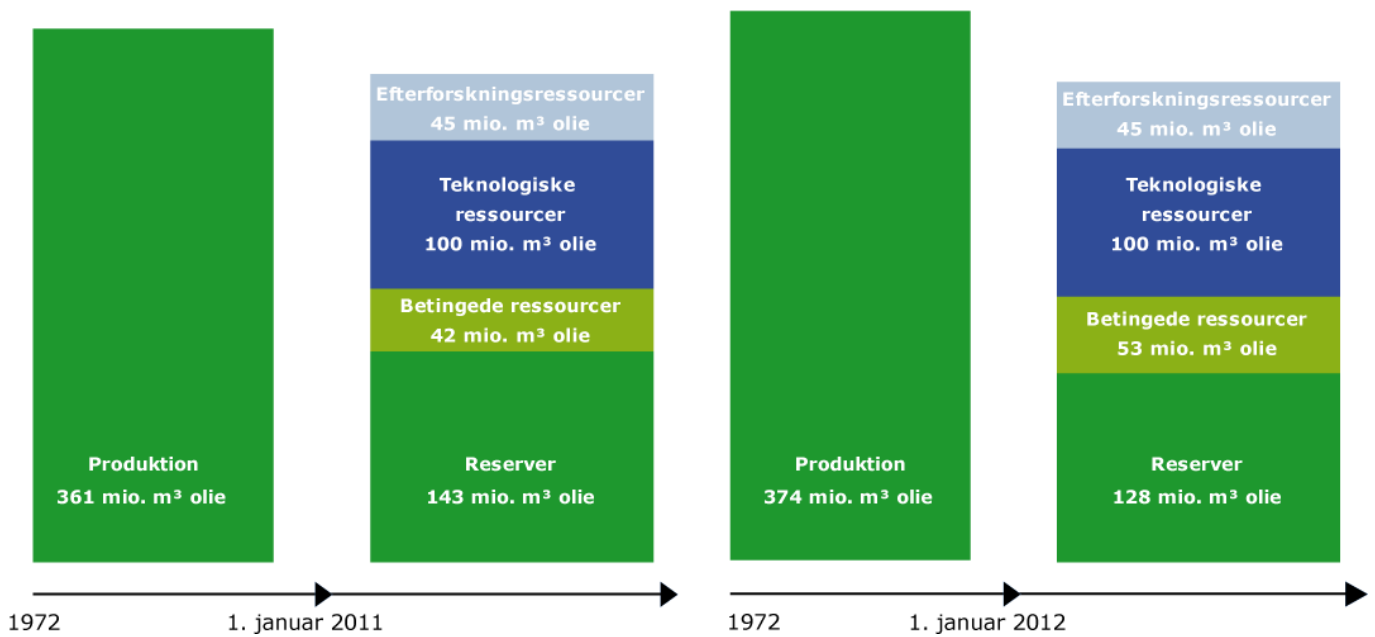 Produktion
361 mio. m³ olie
Efterforskningsressourcer
45 mio. m³ olie
Teknologiske
ressourcer
100 mio. m³ olie
Betingede ressourcer
42 mio. m³ olie
Reserver
143 mio. m³ olie
1972
1. januar 2011
Produktion
374 mio. m³ olie
Efterforskningsressourcer
45 mio. m³ olie
Teknologiske
ressourcer
100 mio. m³ olie
Betingede ressourcer
53 mio. m³ olie
Reserver
128 mio. m³ olie
1972
1. januar 2012